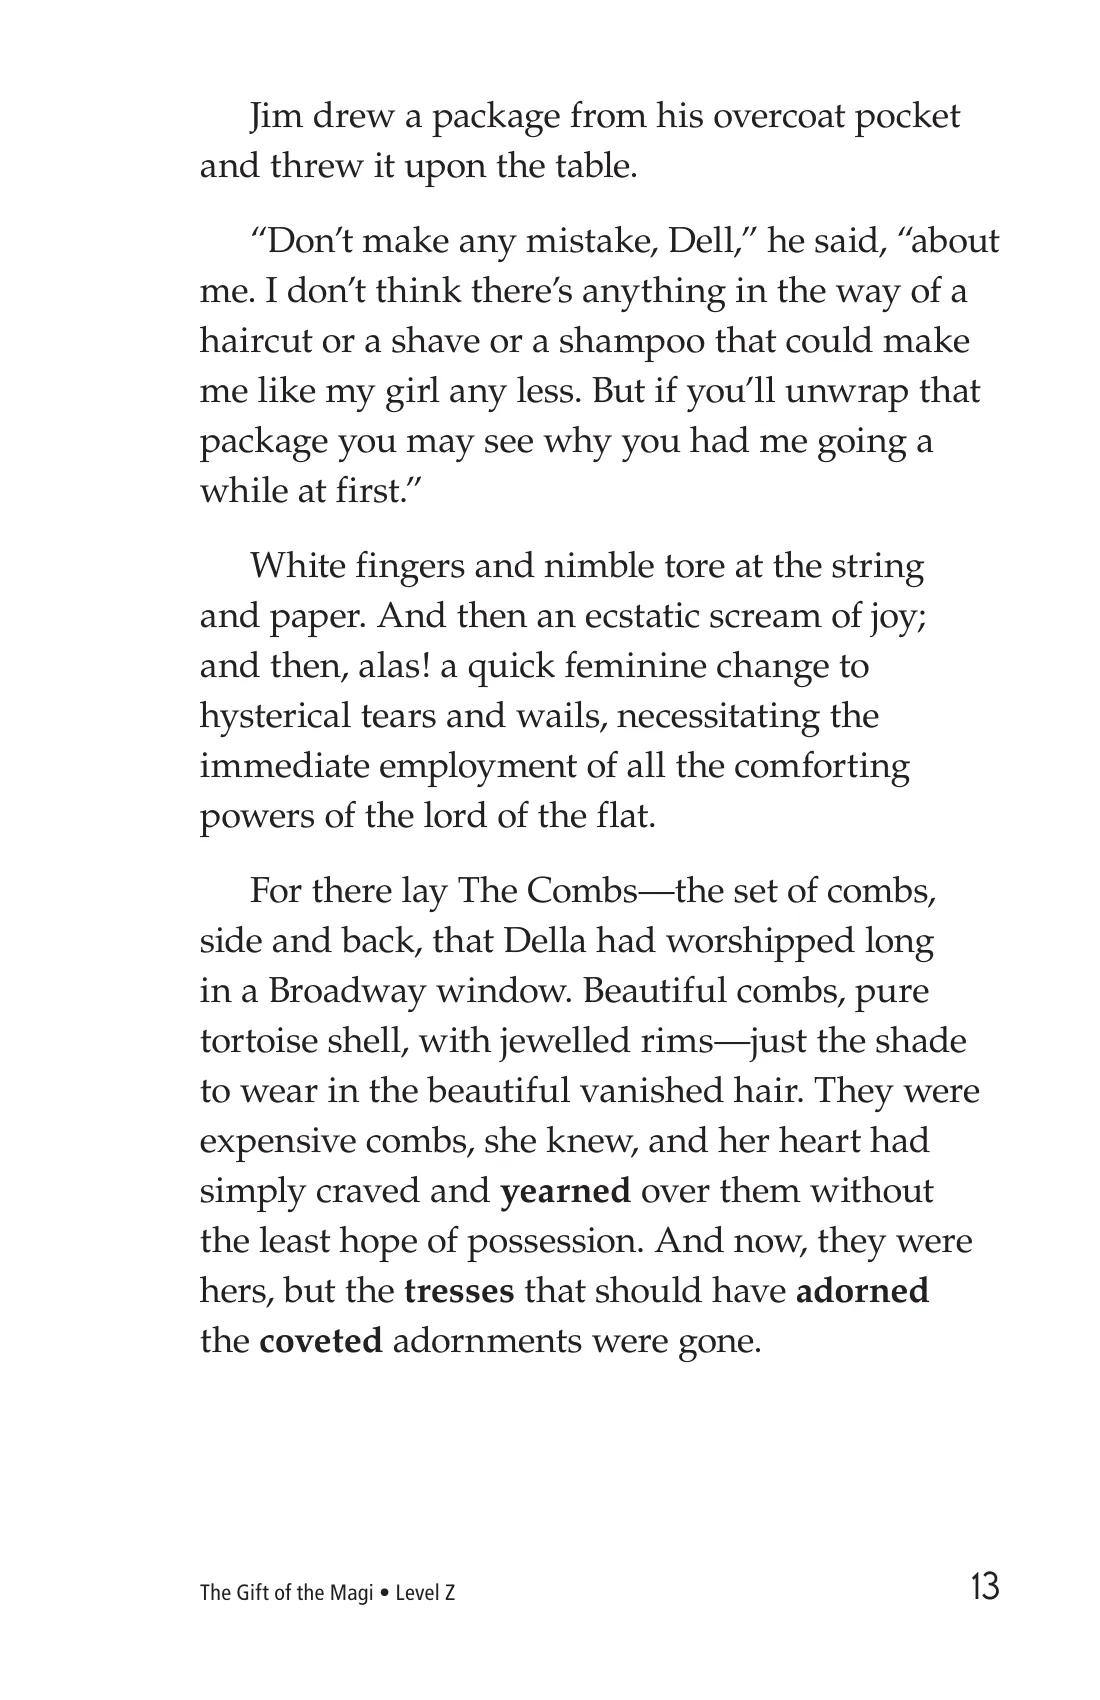 Jim drew a package from his overcoat pocket
and threw it upon the table.
“Don’t make any mistake, Dell,” he said, “about
me. I don’t think there’s anything in the way of a
haircut or a shave or a shampoo that could make
me like my girl any less. But if you’ll unwrap that
package you may see why you had me going a
while at first.”
White fingers and nimble tore at the string
and paper. And then an ecstatic scream of joy;
and then, alas! a quick feminine change to
hysterical tears and wails, necessitating the
immediate employment of all the comforting
powers of the lord of the flat.
For there lay The Combs—the set of combs,
side and back, that Della had worshipped long
in a Broadway window. Beautiful combs, pure
tortoise shell, with jewelled rims—just the shade
to wear in the beautiful vanished hair. They were
expensive combs, she knew, and her heart had
simply craved and yearned over them without
the least hope of possession. And now, they were
hers, but the tresses that should have adorned
the coveted adornments were gone.
The Gift of the Magi • Level Z
13